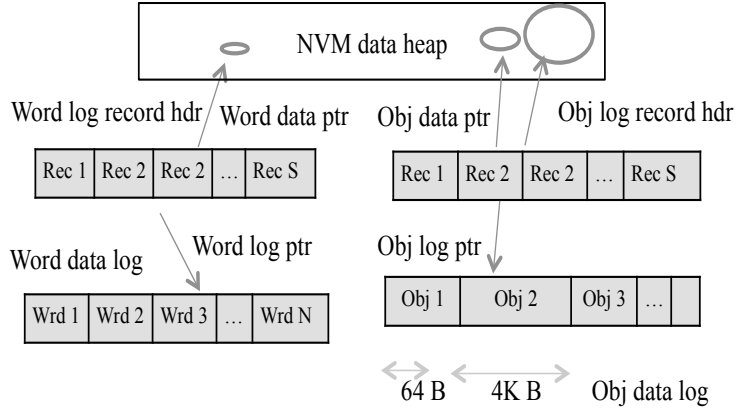 NVM data heap
Word log record hdr
Word data ptr
Obj data ptr
Obj log record hdr
Rec 1 Rec 2 Rec 2 … Rec S
Rec 1 Rec 2 Rec 2 … Rec S
Word data log
Word log ptr
Obj log ptr
Wrd 1 Wrd 2 Wrd 3 … Wrd N
Obj 1 Obj 2 Obj 3 …
64 B 4K B Obj data log